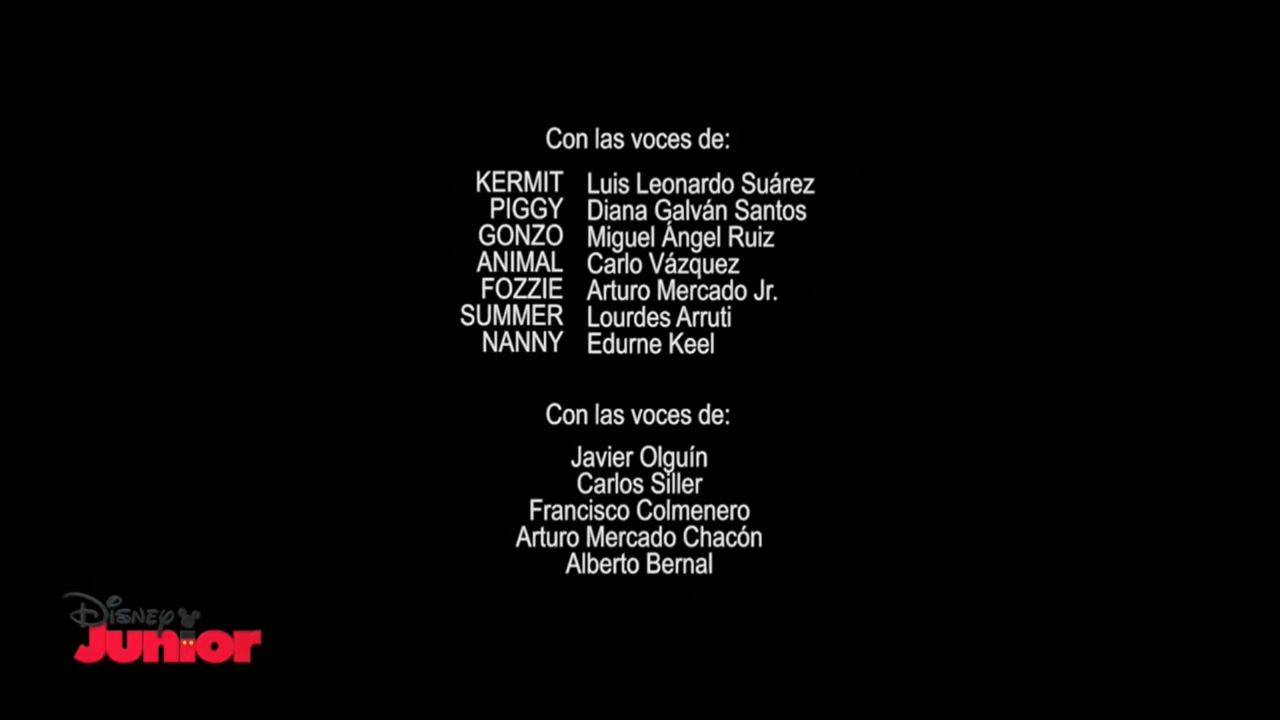 Con las voces de:
KERMIT Luis Leonardo Suárez
PIGGY Diana Galván Santos
GONZO Miguel Ángel Ruiz
ANIMAL Carlo Vázquez
FOZZIE Arturo Mercado Jr.
SUMMER Lourdes Arruti
NANNY Edurne Keel
Con las voces de:
Javier Olguín
Carlos Siller
Francisco Colmenero
Arturo Mercado Chacón
Alberto Bernal
Disney
Junior